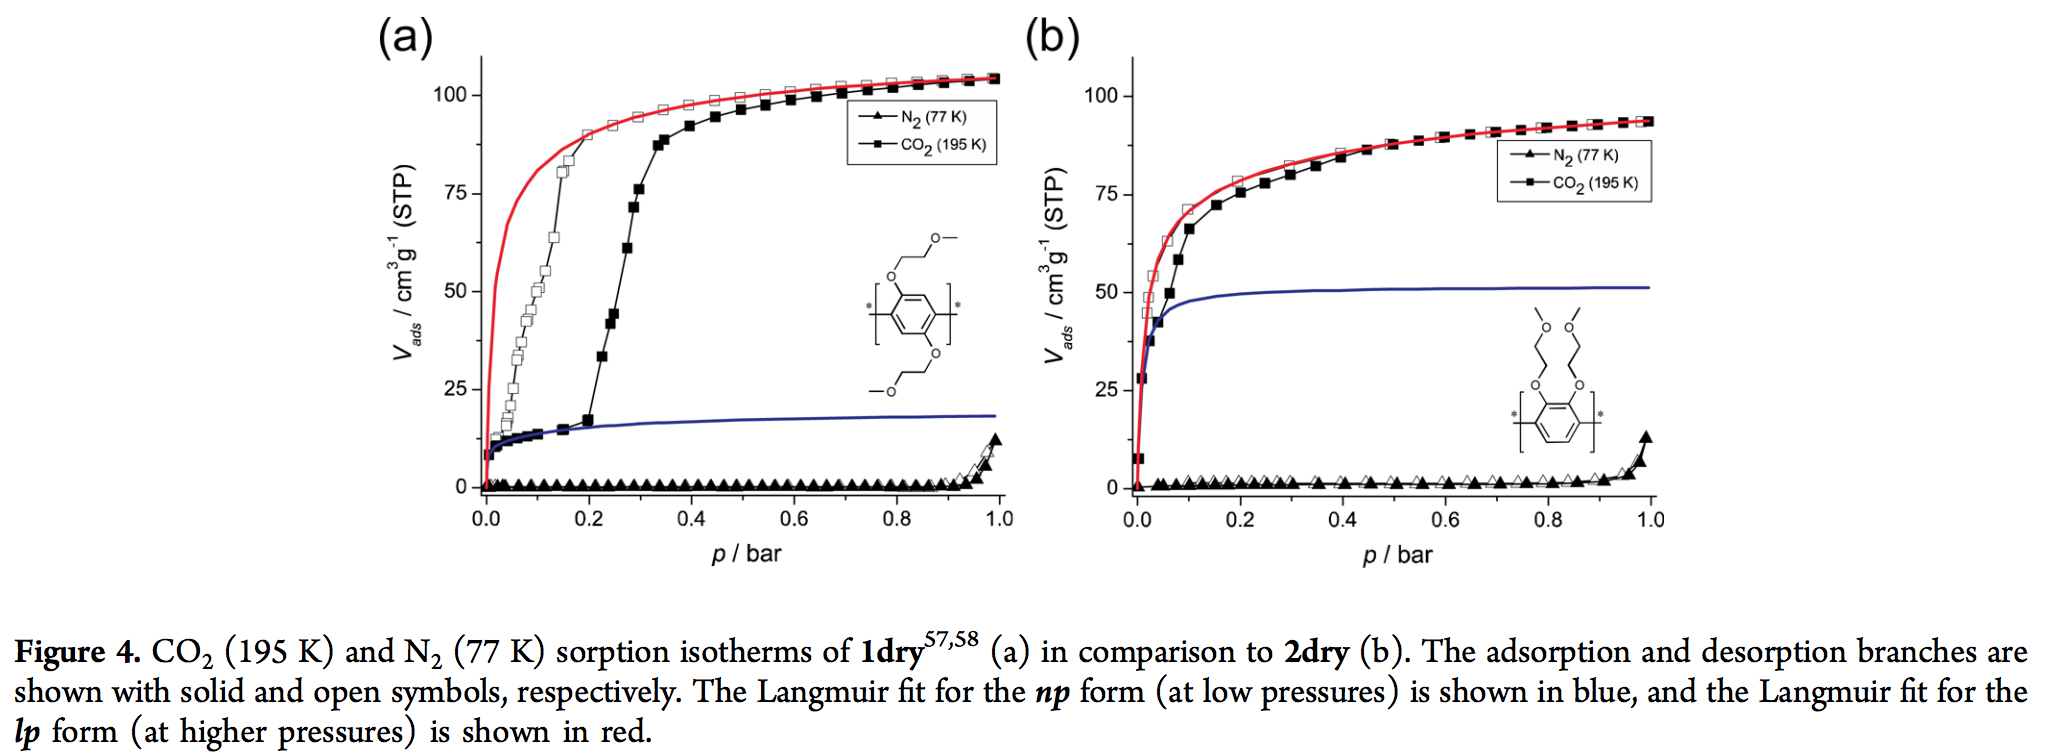 (a)
100
75
50
25
0
V_ads / cm³g⁻¹ (STP)
N₂ (77 K)
CO₂ (195 K)
O
O
*
*
O
O
0.0 0.2 0.4 0.6 0.8 1.0
p / bar
(b)
100
75
50
25
0
V_ads / cm³g⁻¹ (STP)
N₂ (77 K)
CO₂ (195 K)
O O
O O
* *
0.0 0.2 0.4 0.6 0.8 1.0
p / bar
Figure 4. CO₂ (195 K) and N₂ (77 K) sorption isotherms of 1dry⁵⁷,⁵⁸ (a) in comparison to 2dry (b). The adsorption and desorption branches are
shown with solid and open symbols, respectively. The Langmuir fit for the np form (at low pressures) is shown in blue, and the Langmuir fit for the
lp form (at higher pressures) is shown in red.